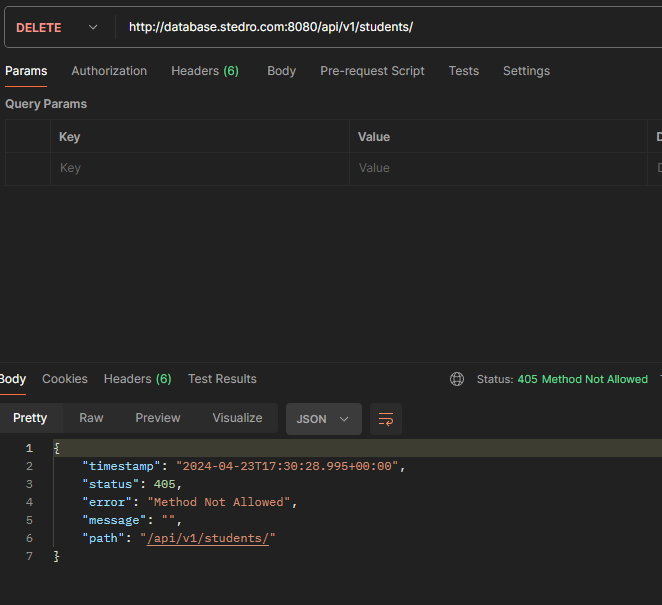 DELETE http://database.stedro.com:8080/api/v1/students/
Params Authorization Headers (6) Body Pre-request Script Tests Settings
Query Params
Key Value
Key Value
Body Cookies Headers (6) Test Results Status: 405 Method Not Allowed
Pretty Raw Preview Visualize JSON
1 {
2 "timestamp": "2024-04-23T17:30:28.995+00:00",
3 "status": 405,
4 "error": "Method Not Allowed",
5 "message": "",
6 "path": "/api/v1/students/"
7 }